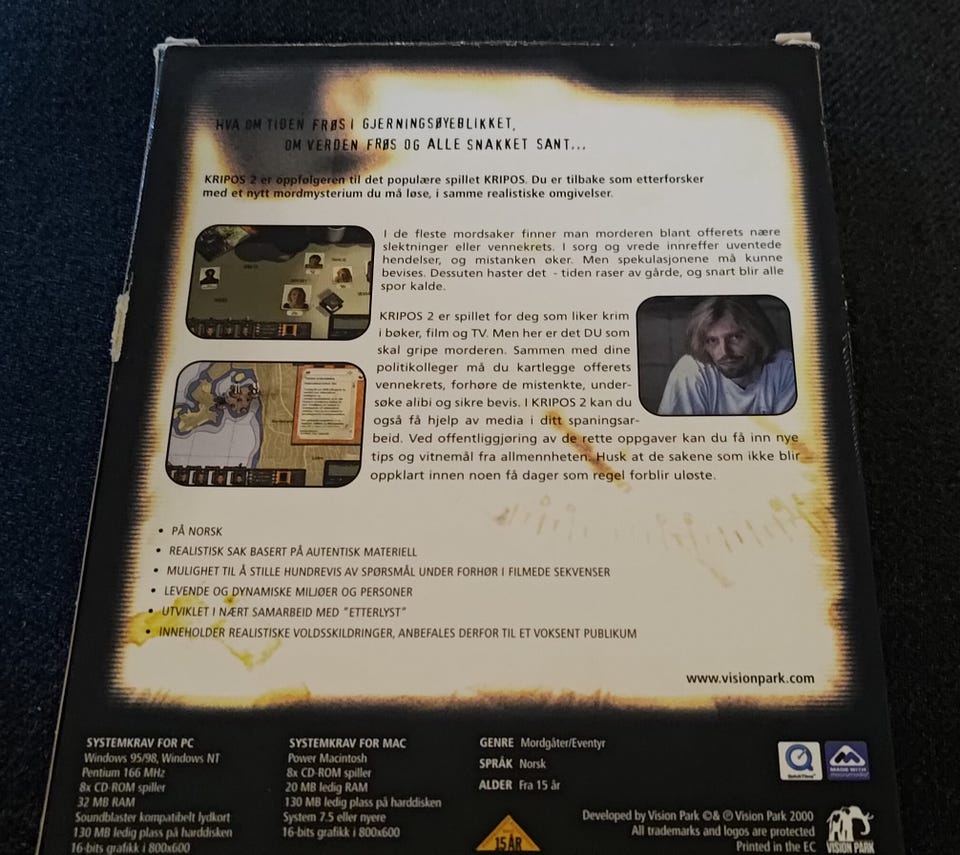 HVA OM TIDEN FRØS I GJERNINGSØYEBLIKKET,
OM VERDEN FRØS OG ALLE SNAKKET SANT...
KRIPOS 2 er oppfølgeren til det populære spillet KRIPOS. Du er tilbake som etterforsker
med et nytt mordmysterium du må løse, i samme realistiske omgivelser.
I de fleste mordsaker finner man morderen blant offerets nære
slektninger eller vennekrets. I sorg og vrede innreffer uventede
hendelser, og mistanken øker. Men spekulasjonene må kunne
bevises. Dessuten haster det - tiden raser av gårde, og snart blir alle
spor kalde.
KRIPOS 2 er spillet for deg som liker krim
i bøker, film og TV. Men her er det DU som
skal gripe morderen. Sammen med dine
politikolleger må du kartlegge offerets
vennekrets, forhøre de mistenkte, under-
søke alibi og sikre bevis. I KRIPOS 2 kan du
også få hjelp av media i ditt spaningsar-
beid. Ved offentliggjøring av de rette oppgaver kan du få inn nye
tips og vitnemål fra allmennheten. Husk at de sakene som ikke blir
oppklart innen noen få dager som regel forblir uløste.
• PÅ NORSK
• REALISTISK SAK BASERT PÅ AUTENTISK MATERIELL
• MULIGHET TIL Å STILLE HUNDREVIS AV SPØRSMÅL UNDER FORHØR I FILMEDE SEKVENSER
• LEVENDE OG DYNAMISKE MILJØER OG PERSONER
• UTVIKLET I NÆRT SAMARBEID MED "ETTERLYST"
• INNEHOLDER REALISTISKE VOLDSSKILDRINGER, ANBEFALES DERFOR TIL ET VOKSENT PUBLIKUM
www.visionpark.com
SYSTEMKRAV FOR PC
Windows 95/98, Windows NT
Pentium 166 MHz
8x CD-ROM spiller
32 MB RAM
Soundblaster kompatibelt lydkort
130 MB ledig plass på harddisken
16-bits grafikk i 800x600
SYSTEMKRAV FOR MAC
Power Macintosh
8x CD-ROM spiller
20 MB ledig RAM
130 MB ledig plass på harddisken
System 7.5 eller nyere
16-bits grafikk i 800x600
GENRE Mordgåter/Eventyr
SPRÅK Norsk
ALDER Fra 15 år
15 ÅR
QuickTime™
MADE WITH
macromedia
Developed by Vision Park ©& ℗ Vision Park 2000
All trademarks and logos are protected
Printed in the EC
VISION PARK